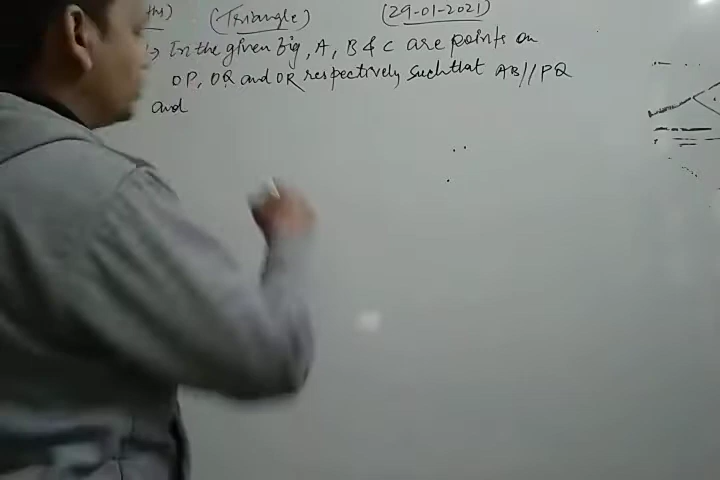 (Triangle) (29-01-2021)
In the given fig, A, B & C are points on
OP, OQ and OR respectively such that AB//PQ
and